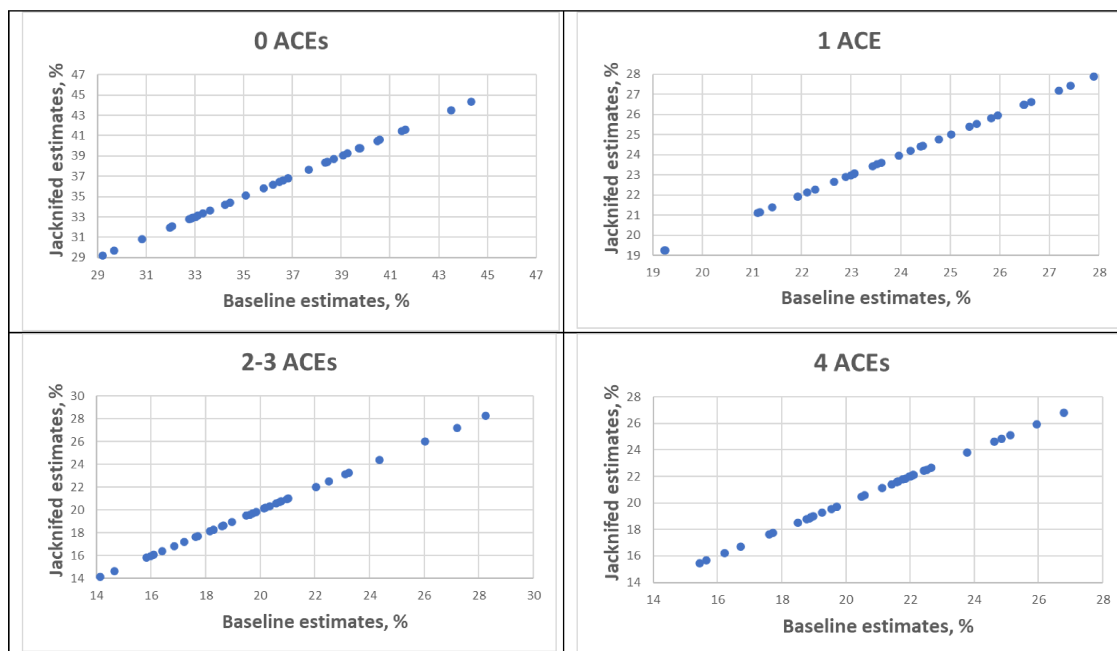 0 ACEs
Jacknifed estimates, %
47
45
43
41
39
37
35
33
31
29
29 31 33 35 37 39 41 43 45 47
Baseline estimates, %
1 ACE
Jacknifed estimates, %
28
27
26
25
24
23
22
21
20
19
19 20 21 22 23 24 25 26 27 28
Baseline estimates, %
2-3 ACEs
Jacknifed estimates, %
30
28
26
24
22
20
18
16
14
14 16 18 20 22 24 26 28 30
Baseline estimates, %
4 ACEs
Jacknifed estimates, %
28
26
24
22
20
18
16
14
14 16 18 20 22 24 26 28
Baseline estimates, %